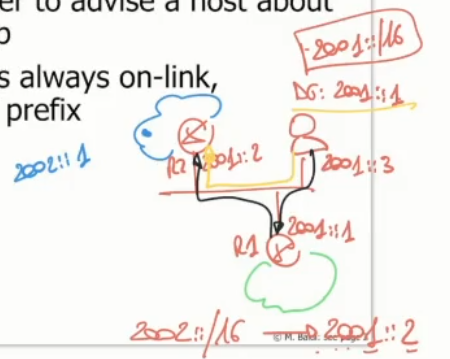 er to advise a host about
p
s always on-link,
prefix
2001::/16
DG: 2001::1
2002::1
R2 2001::2
2001::3
2001::1
R1
2002::/16 → 2001::2
© M. Baldi: see page